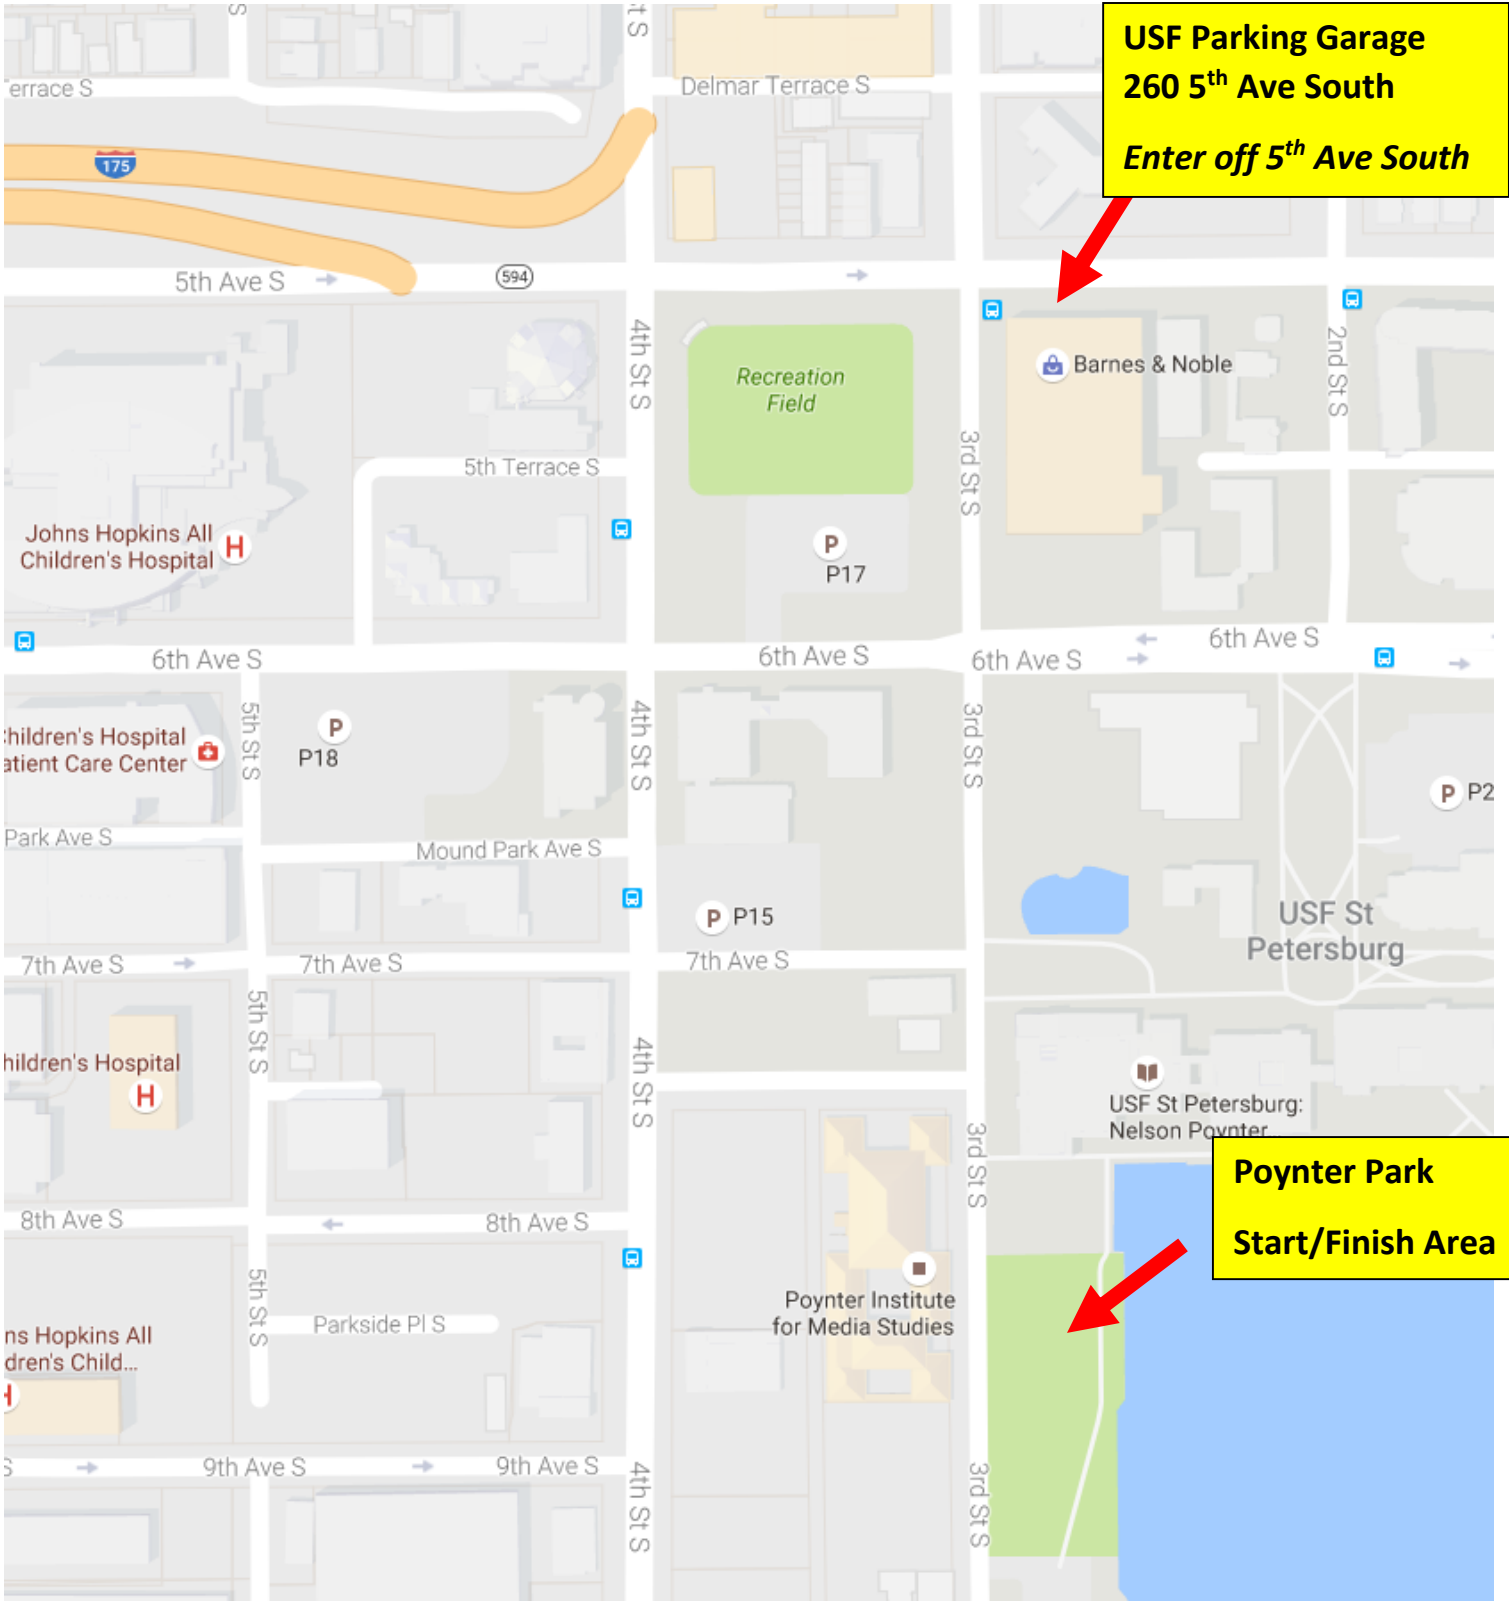 S
t S
USF Parking Garage
260 5th Ave South
Enter off 5th Ave South
errace S
Delmar Terrace S
175
5th Ave S
594
4th St S
Recreation
Field
Barnes & Noble
2nd St S
3rd St S
5th Terrace S
Johns Hopkins All
Children's Hospital
H
P
P17
6th Ave S
6th Ave S
6th Ave S
6th Ave S
5th St S
4th St S
3rd St S
hildren's Hospital
atient Care Center
P
P18
P P2
Park Ave S
Mound Park Ave S
P P15
USF St
Petersburg
7th Ave S
7th Ave S
7th Ave S
5th St S
4th St S
hildren's Hospital
H
USF St Petersburg:
Nelson Poynter...
3rd St S
Poynter Park
Start/Finish Area
8th Ave S
8th Ave S
5th St S
Poynter Institute
for Media Studies
Parkside Pl S
ns Hopkins All
dren's Child...
H
S
9th Ave S
9th Ave S
4th St S
3rd St S